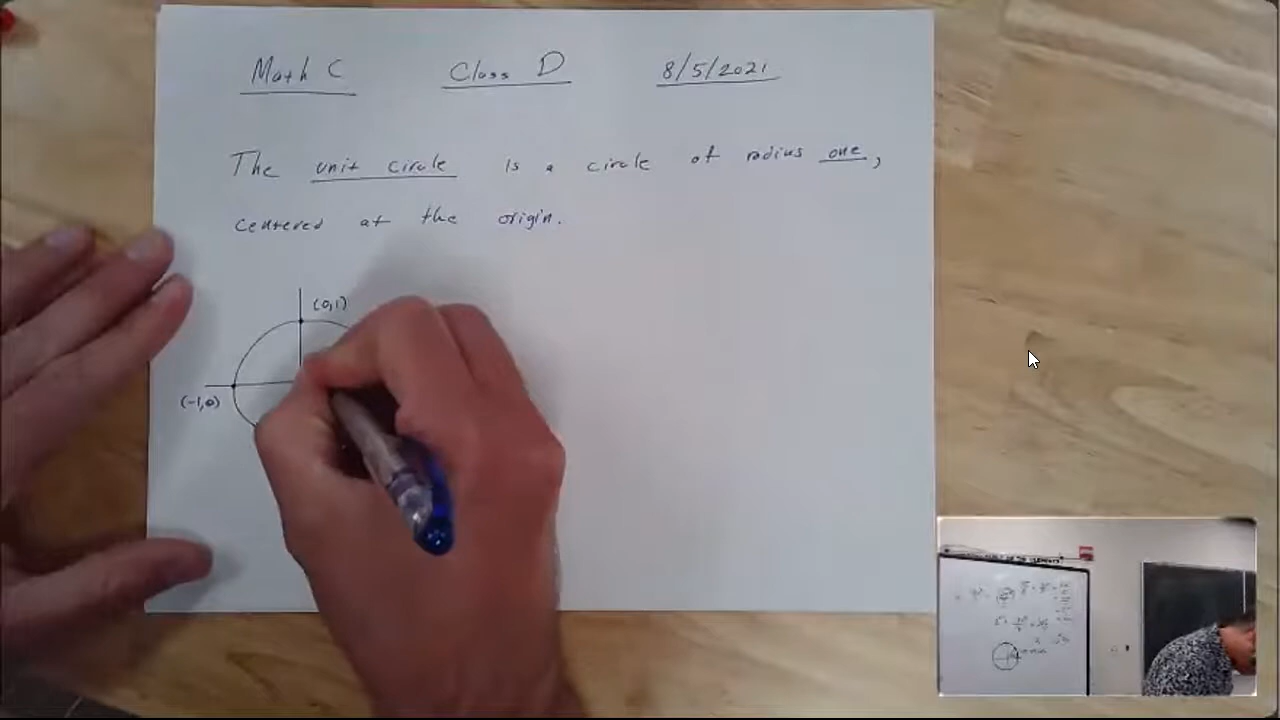 Math C Class D 8/5/2021
The unit circle is a circle of radius one,
centered at the origin.
(0,1)
(-1,0)